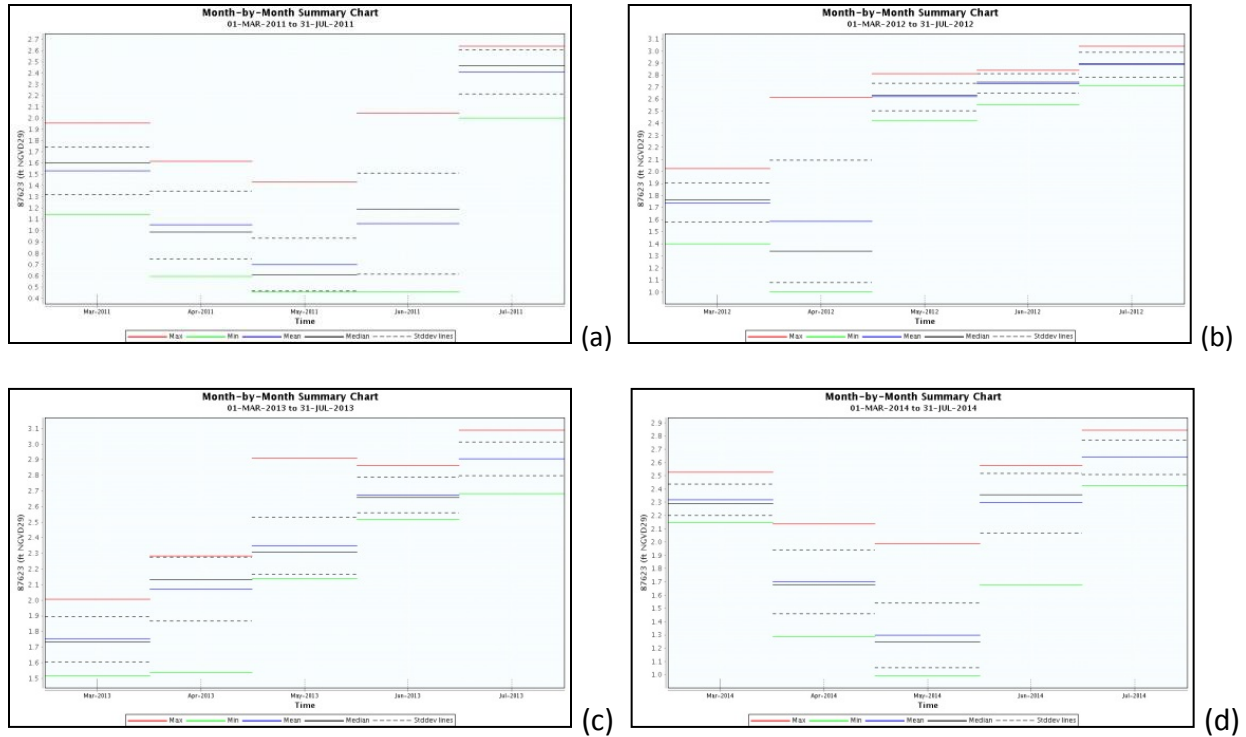 Month-by-Month Summary Chart
01-MAR-2011 to 31-JUL-2011
87623 (ft NGVD29)
2.7
2.6
2.5
2.4
2.3
2.2
2.1
2.0
1.9
1.8
1.7
1.6
1.5
1.4
1.3
1.2
1.1
1.0
0.9
0.8
0.7
0.6
0.5
0.4
Mar-2011 Apr-2011 May-2011 Jun-2011 Jul-2011
Time
Max Min Mean Median Stddev lines
(a)
Month-by-Month Summary Chart
01-MAR-2012 to 31-JUL-2012
87623 (ft NGVD29)
3.1
3.0
2.9
2.8
2.7
2.6
2.5
2.4
2.3
2.2
2.1
2.0
1.9
1.8
1.7
1.6
1.5
1.4
1.3
1.2
1.1
1.0
Mar-2012 Apr-2012 May-2012 Jun-2012 Jul-2012
Time
Max Min Mean Median Stddev lines
(b)
Month-by-Month Summary Chart
01-MAR-2013 to 31-JUL-2013
87623 (ft NGVD29)
3.1
3.0
2.9
2.8
2.7
2.6
2.5
2.4
2.3
2.2
2.1
2.0
1.9
1.8
1.7
1.6
1.5
Mar-2013 Apr-2013 May-2013 Jun-2013 Jul-2013
Time
Max Min Mean Median Stddev lines
(c)
Month-by-Month Summary Chart
01-MAR-2014 to 31-JUL-2014
87623 (ft NGVD29)
2.9
2.8
2.7
2.6
2.5
2.4
2.3
2.2
2.1
2.0
1.9
1.8
1.7
1.6
1.5
1.4
1.3
1.2
1.1
1.0
Mar-2014 Apr-2014 May-2014 Jun-2014 Jul-2014
Time
Max Min Mean Median Stddev lines
(d)